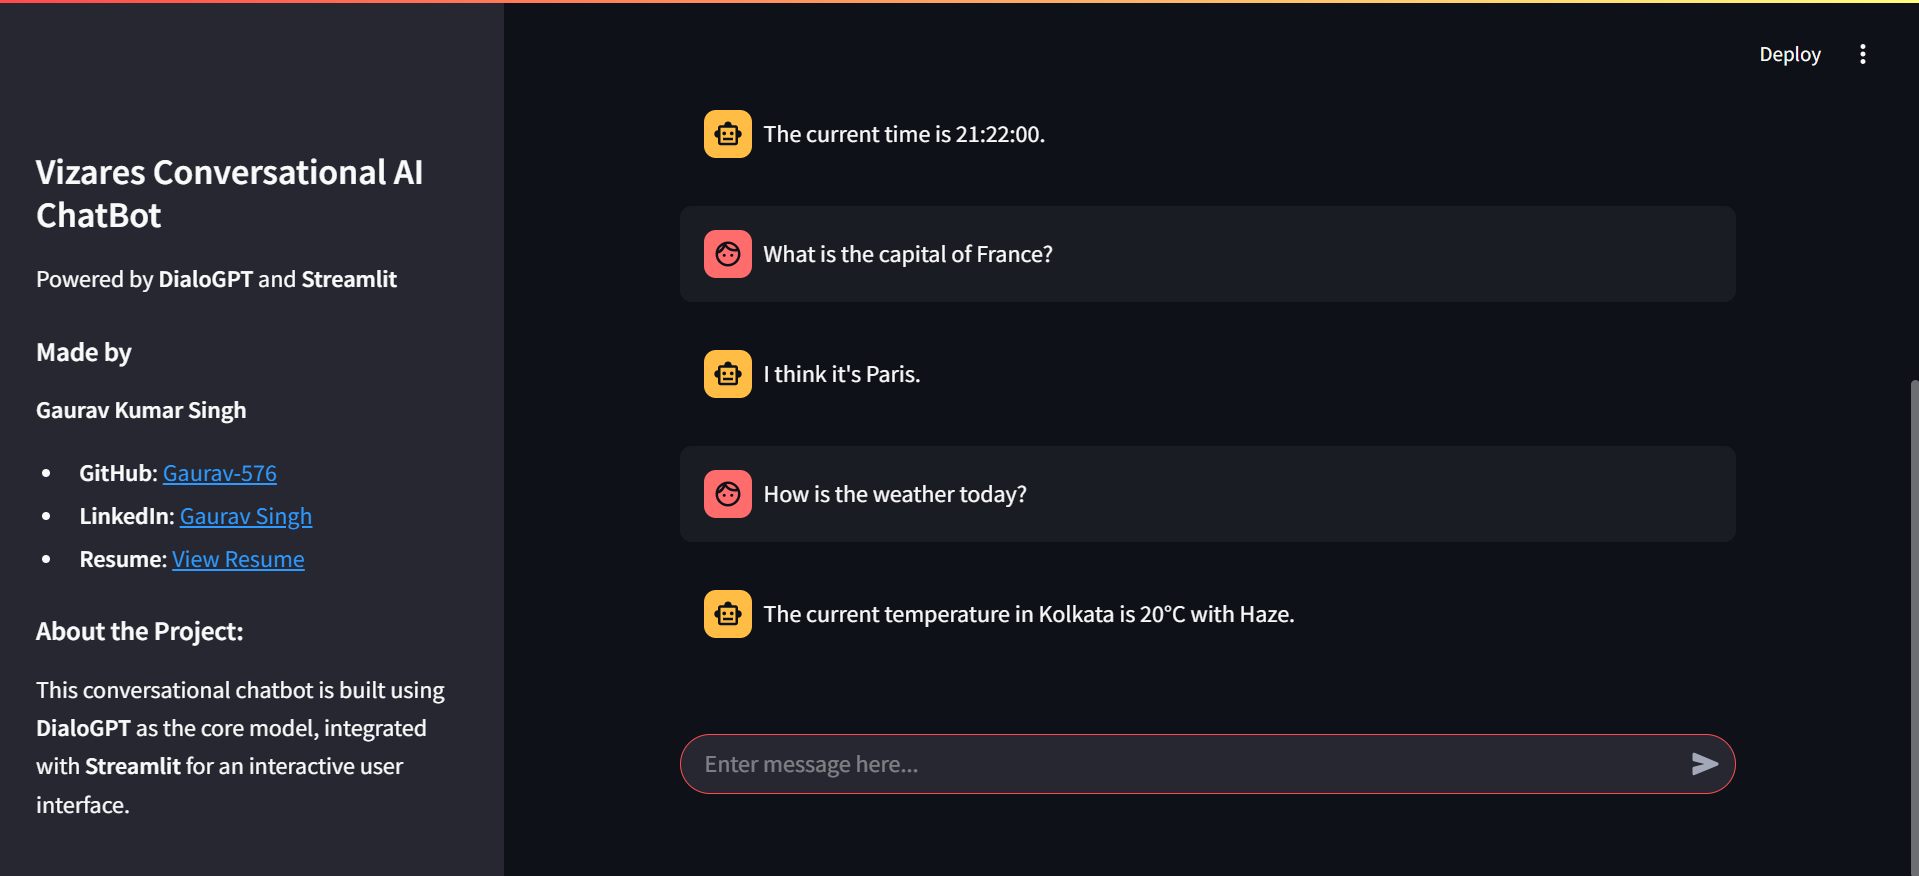 Deploy
Vizares Conversational AI
ChatBot
Powered by DialoGPT and Streamlit
Made by
Gaurav Kumar Singh
GitHub: Gaurav-576
LinkedIn: Gaurav Singh
Resume: View Resume
About the Project:
This conversational chatbot is built using
DialoGPT as the core model, integrated
with Streamlit for an interactive user
interface.
The current time is 21:22:00.
What is the capital of France?
I think it's Paris.
How is the weather today?
The current temperature in Kolkata is 20°C with Haze.
Enter message here...